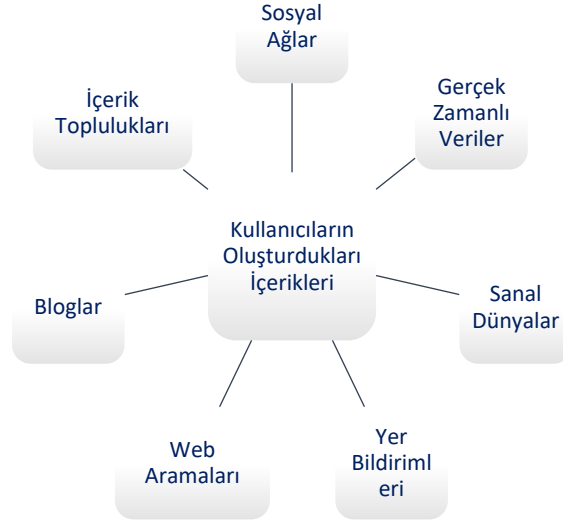 Sosyal
Ağlar
Gerçek
Zamanlı
Veriler
İçerik
Toplulukları
Kullanıcıların
Oluşturdukları
İçerikleri
Bloglar
Sanal
Dünyalar
Web
Aramaları
Yer
Bildiriml
eri